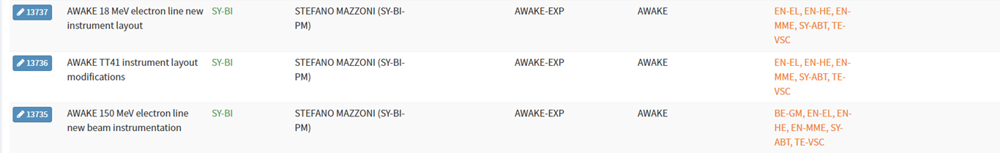 13737 AWAKE 18 MeV electron line new SY-BI STEFANO MAZZONI (SY-BI- AWAKE-EXP AWAKE EN-EL, EN-HE, EN-
instrument layout PM) MME, SY-ABT, TE-
VSC
13736 AWAKE TT41 instrument layout SY-BI STEFANO MAZZONI (SY-BI- AWAKE-EXP AWAKE EN-EL, EN-HE, EN-
modifications PM) MME, SY-ABT, TE-
VSC
13735 AWAKE 150 MeV electron line SY-BI STEFANO MAZZONI (SY-BI- AWAKE-EXP AWAKE BE-GM, EN-EL, EN-
new beam instrumentation PM) HE, EN-MME, SY-
ABT, TE-VSC